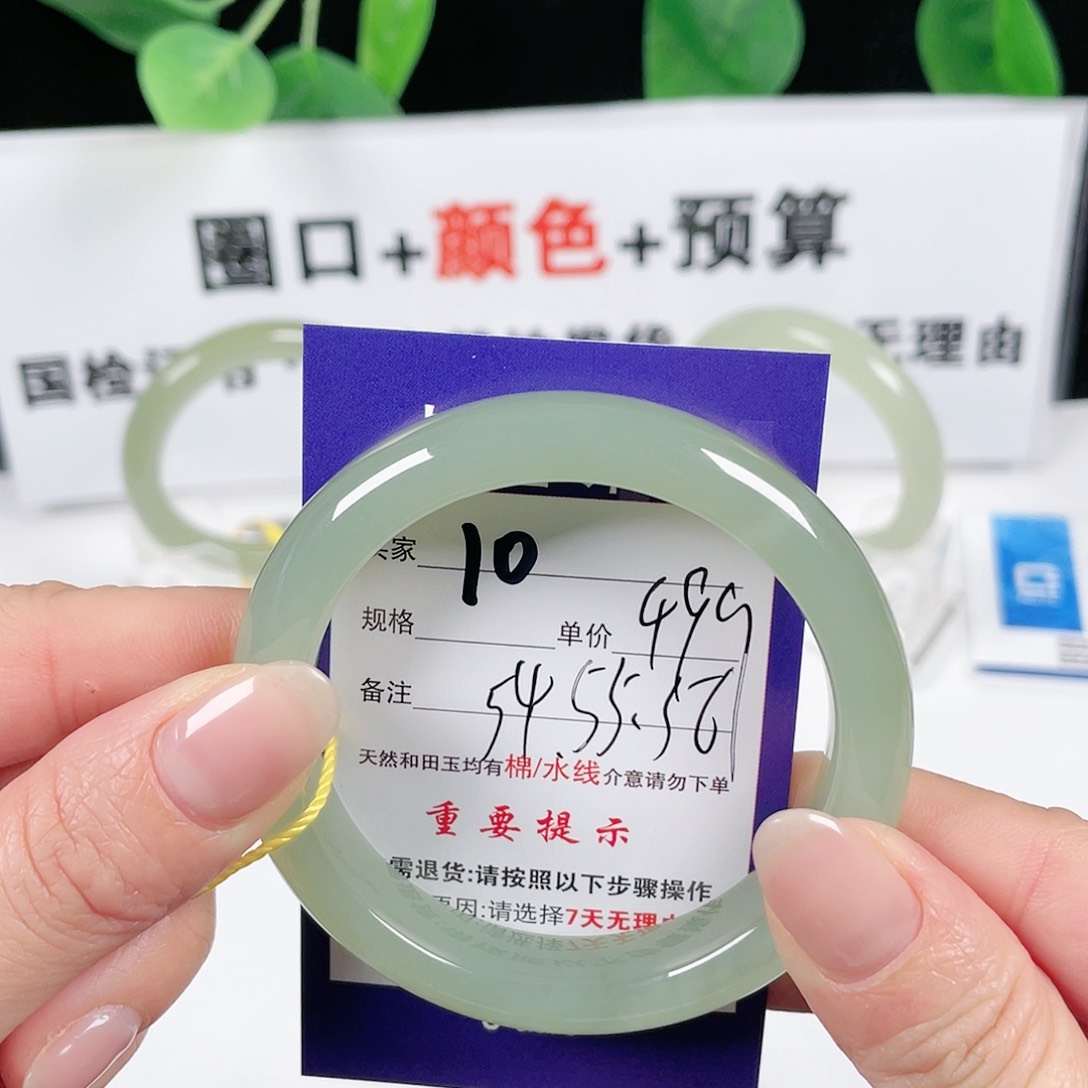 圈口+颜色+预算
国检 无理由
家 10
规格 单价 499
备注 54.55.56
天然和田玉均有棉/水线介意请勿下单
重要提示
需退货:请按照以下步骤操作
原因:请选择7天无理由